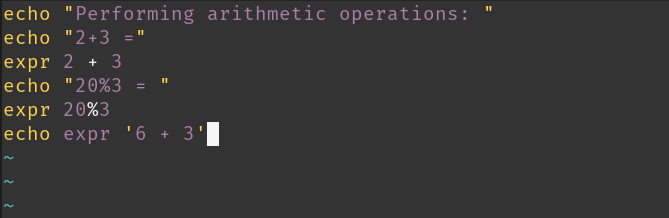 echo "Performing arithmetic operations: "
echo "2+3 ="
expr 2 + 3
echo "20%3 = "
expr 20%3
echo expr '6 + 3'
~
~
~